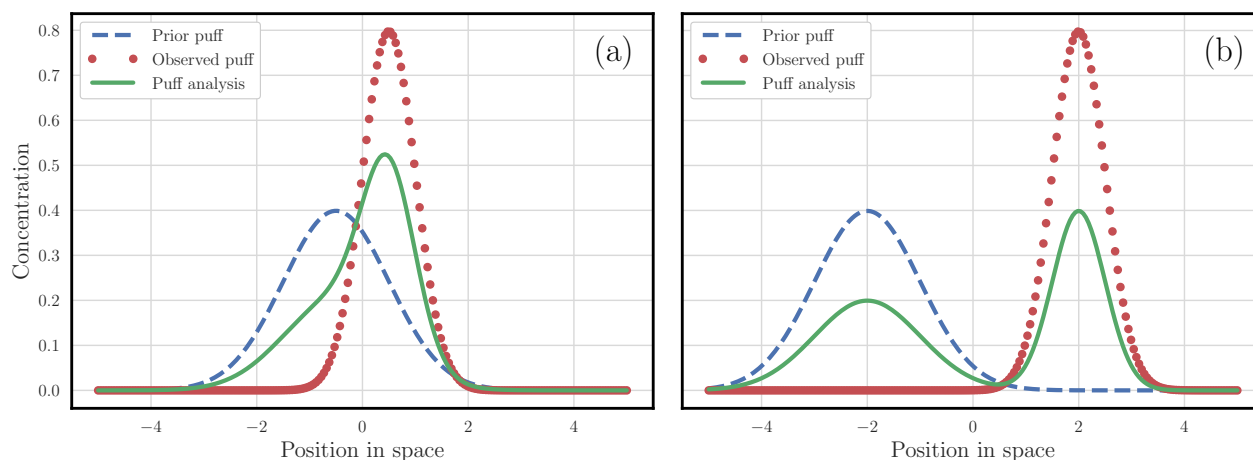 Prior puff
Observed puff
Puff analysis
(a)
0.8
0.7
0.6
0.5
0.4
0.3
0.2
0.1
0.0
Concentration
−4
−2
0
2
4
Position in space
Prior puff
Observed puff
Puff analysis
(b)
−4
−2
0
2
4
Position in space